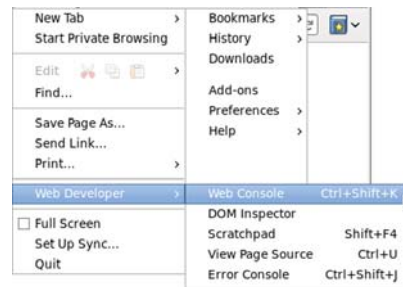 New Tab
Start Private Browsing
Edit
Find...
Save Page As...
Send Link...
Print...
Web Developer
Full Screen
Set Up Sync...
Quit
Bookmarks
History
Downloads
Add-ons
Preferences
Help
Web Console Ctrl+Shift+K
DOM Inspector
Scratchpad Shift+F4
View Page Source Ctrl+U
Error Console Ctrl+Shift+J